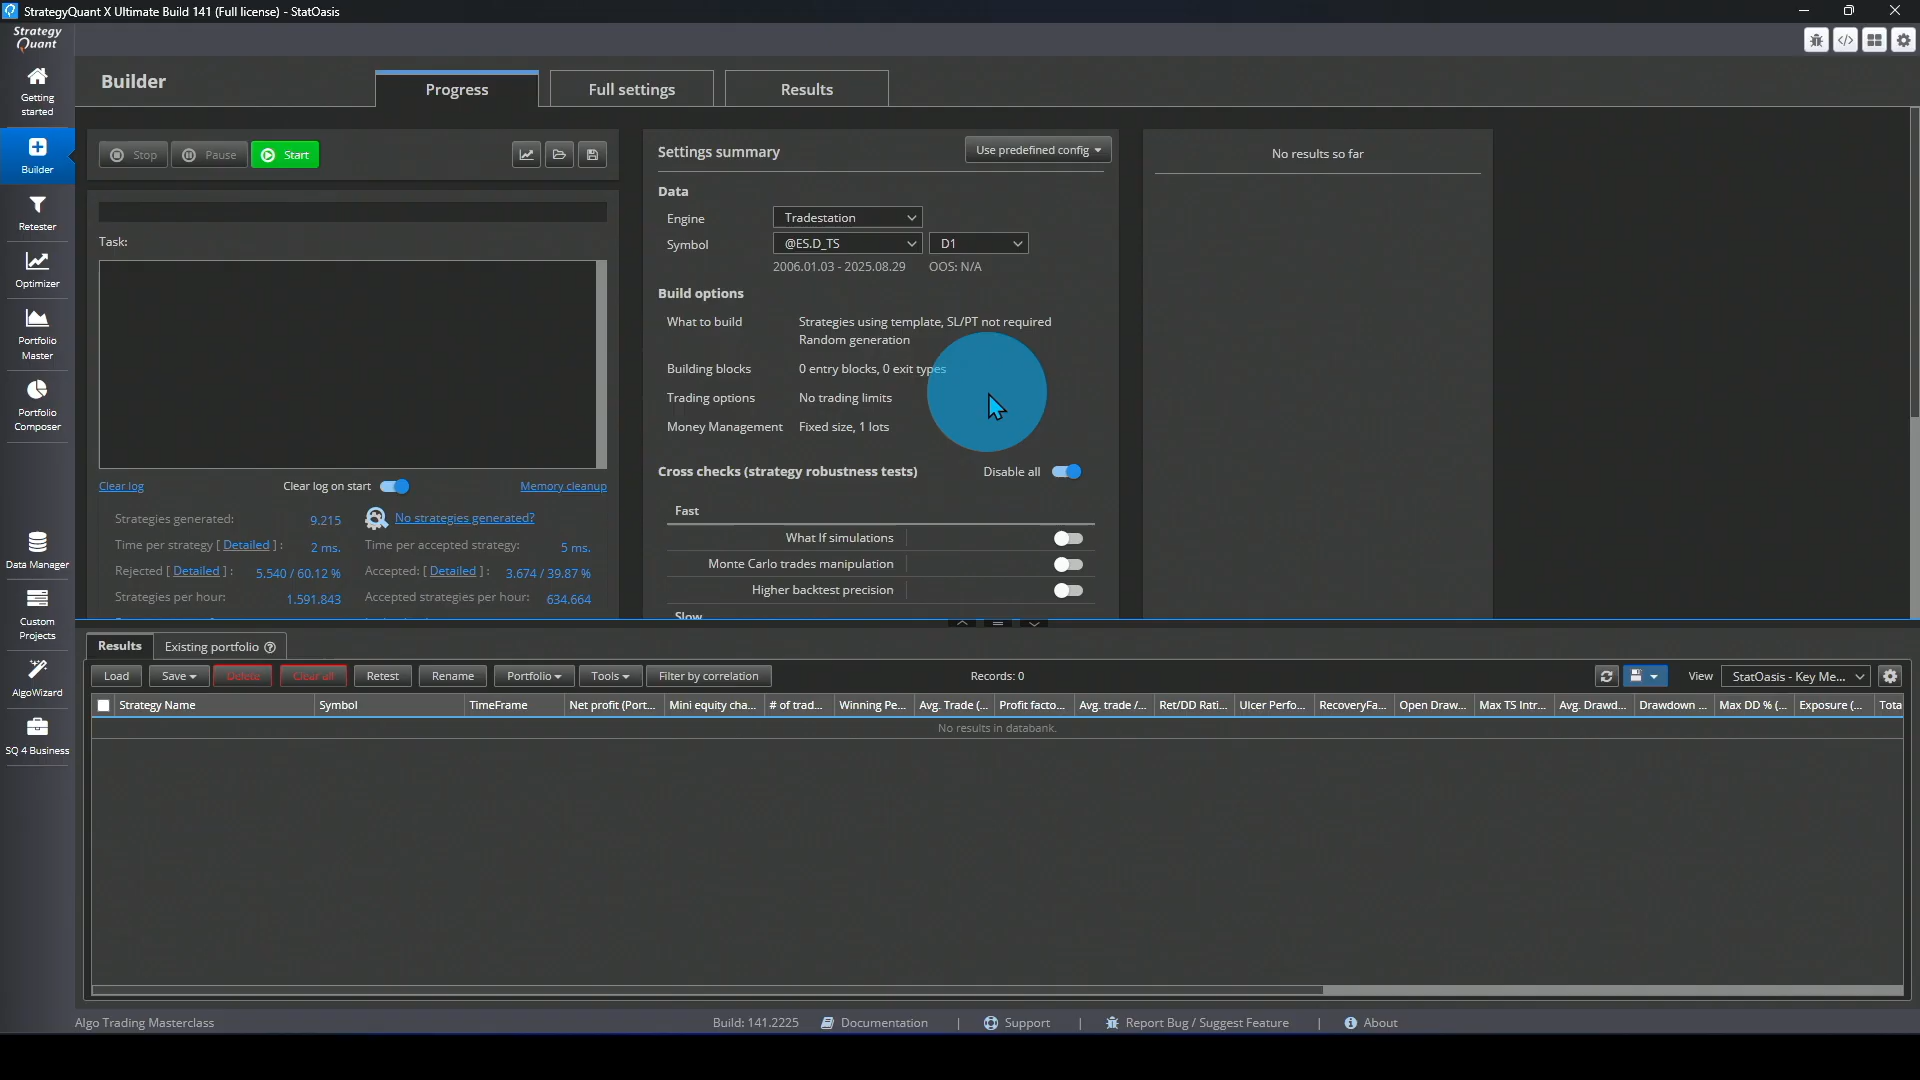 StrategyQuant X Ultimate Build 141 (Full license) - StatOasis
Strategy
Quant
Getting
started
Builder
Retester
Optimizer
Portfolio
Master
Portfolio
Composer
Data Manager
Custom
Projects
AlgoWizard
SQ 4 Business
Builder
Progress
Full settings
Results
Stop
Pause
Start
Task:
Clear log
Clear log on start
Memory cleanup
Strategies generated: 9.215
No strategies generated?
Time per strategy [ Detailed ] : 2 ms.
Time per accepted strategy: 5 ms.
Rejected [ Detailed ] : 5.540 / 60.12 %
Accepted: [ Detailed ] : 3.674 / 39.87 %
Strategies per hour: 1.591.843
Accepted strategies per hour: 634.664
Settings summary
Use predefined config
Data
Engine Tradestation
Symbol @ES.D_TS D1
2006.01.03 - 2025.08.29 OOS: N/A
Build options
What to build Strategies using template, SL/PT not required
Random generation
Building blocks 0 entry blocks, 0 exit types
Trading options No trading limits
Money Management Fixed size, 1 lots
Cross checks (strategy robustness tests) Disable all
Fast
What If simulations
Monte Carlo trades manipulation
Higher backtest precision
Slow
No results so far
Results
Existing portfolio
Load Save Delete Clear all Retest Rename Portfolio Tools Filter by correlation Records: 0 View StatOasis - Key Me...
Strategy Name Symbol TimeFrame Net profit (Port... Mini equity cha... # of trad... Winning Pe... Avg. Trade (... Profit facto... Avg. trade /... Ret/DD Rati... Ulcer Perfo... RecoveryFa... Open Draw... Max TS Intr... Avg. Drawd... Drawdown ... Max DD % (... Exposure (... Tota
No results in databank.
Algo Trading Masterclass
Build: 141.2225
Documentation
|
Support
|
Report Bug / Suggest Feature
|
About